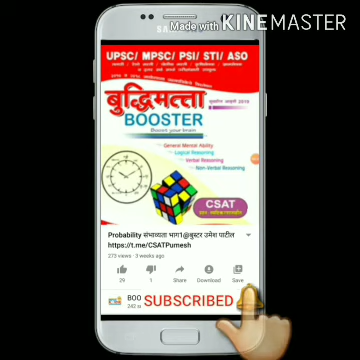 Made with KINEMASTER
UPSC/ MPSC/ PSI/ STI/ ASO
बुद्धिमत्ता
BOOSTER
Boost your brain
General Mental Ability
Logical Reasoning
Verbal Reasoning
Non-Verbal Reasoning
CSAT
Probability संभाव्यता भाग1@बुस्टर उमेश पाटील
https://t.me/CSATPumesh
273 views · 3 weeks ago
29
1
Share
Download
Save
BOO
SUBSCRIBED
242